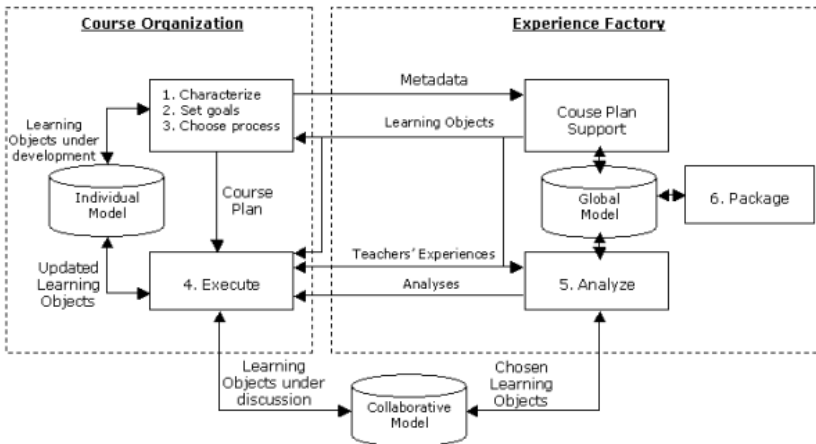 Course Organization
Experience Factory
1. Characterize
2. Set goals
3. Choose process
Metadata
Learning Objects
Couse Plan
Support
Learning
Objects under
development
Individual
Model
Course
Plan
Global
Model
6. Package
Updated
Learning
Objects
4. Execute
Teachers' Experiences
Analyses
5. Analyze
Learning
Objects under
discussion
Collaborative
Model
Chosen
Learning
Objects